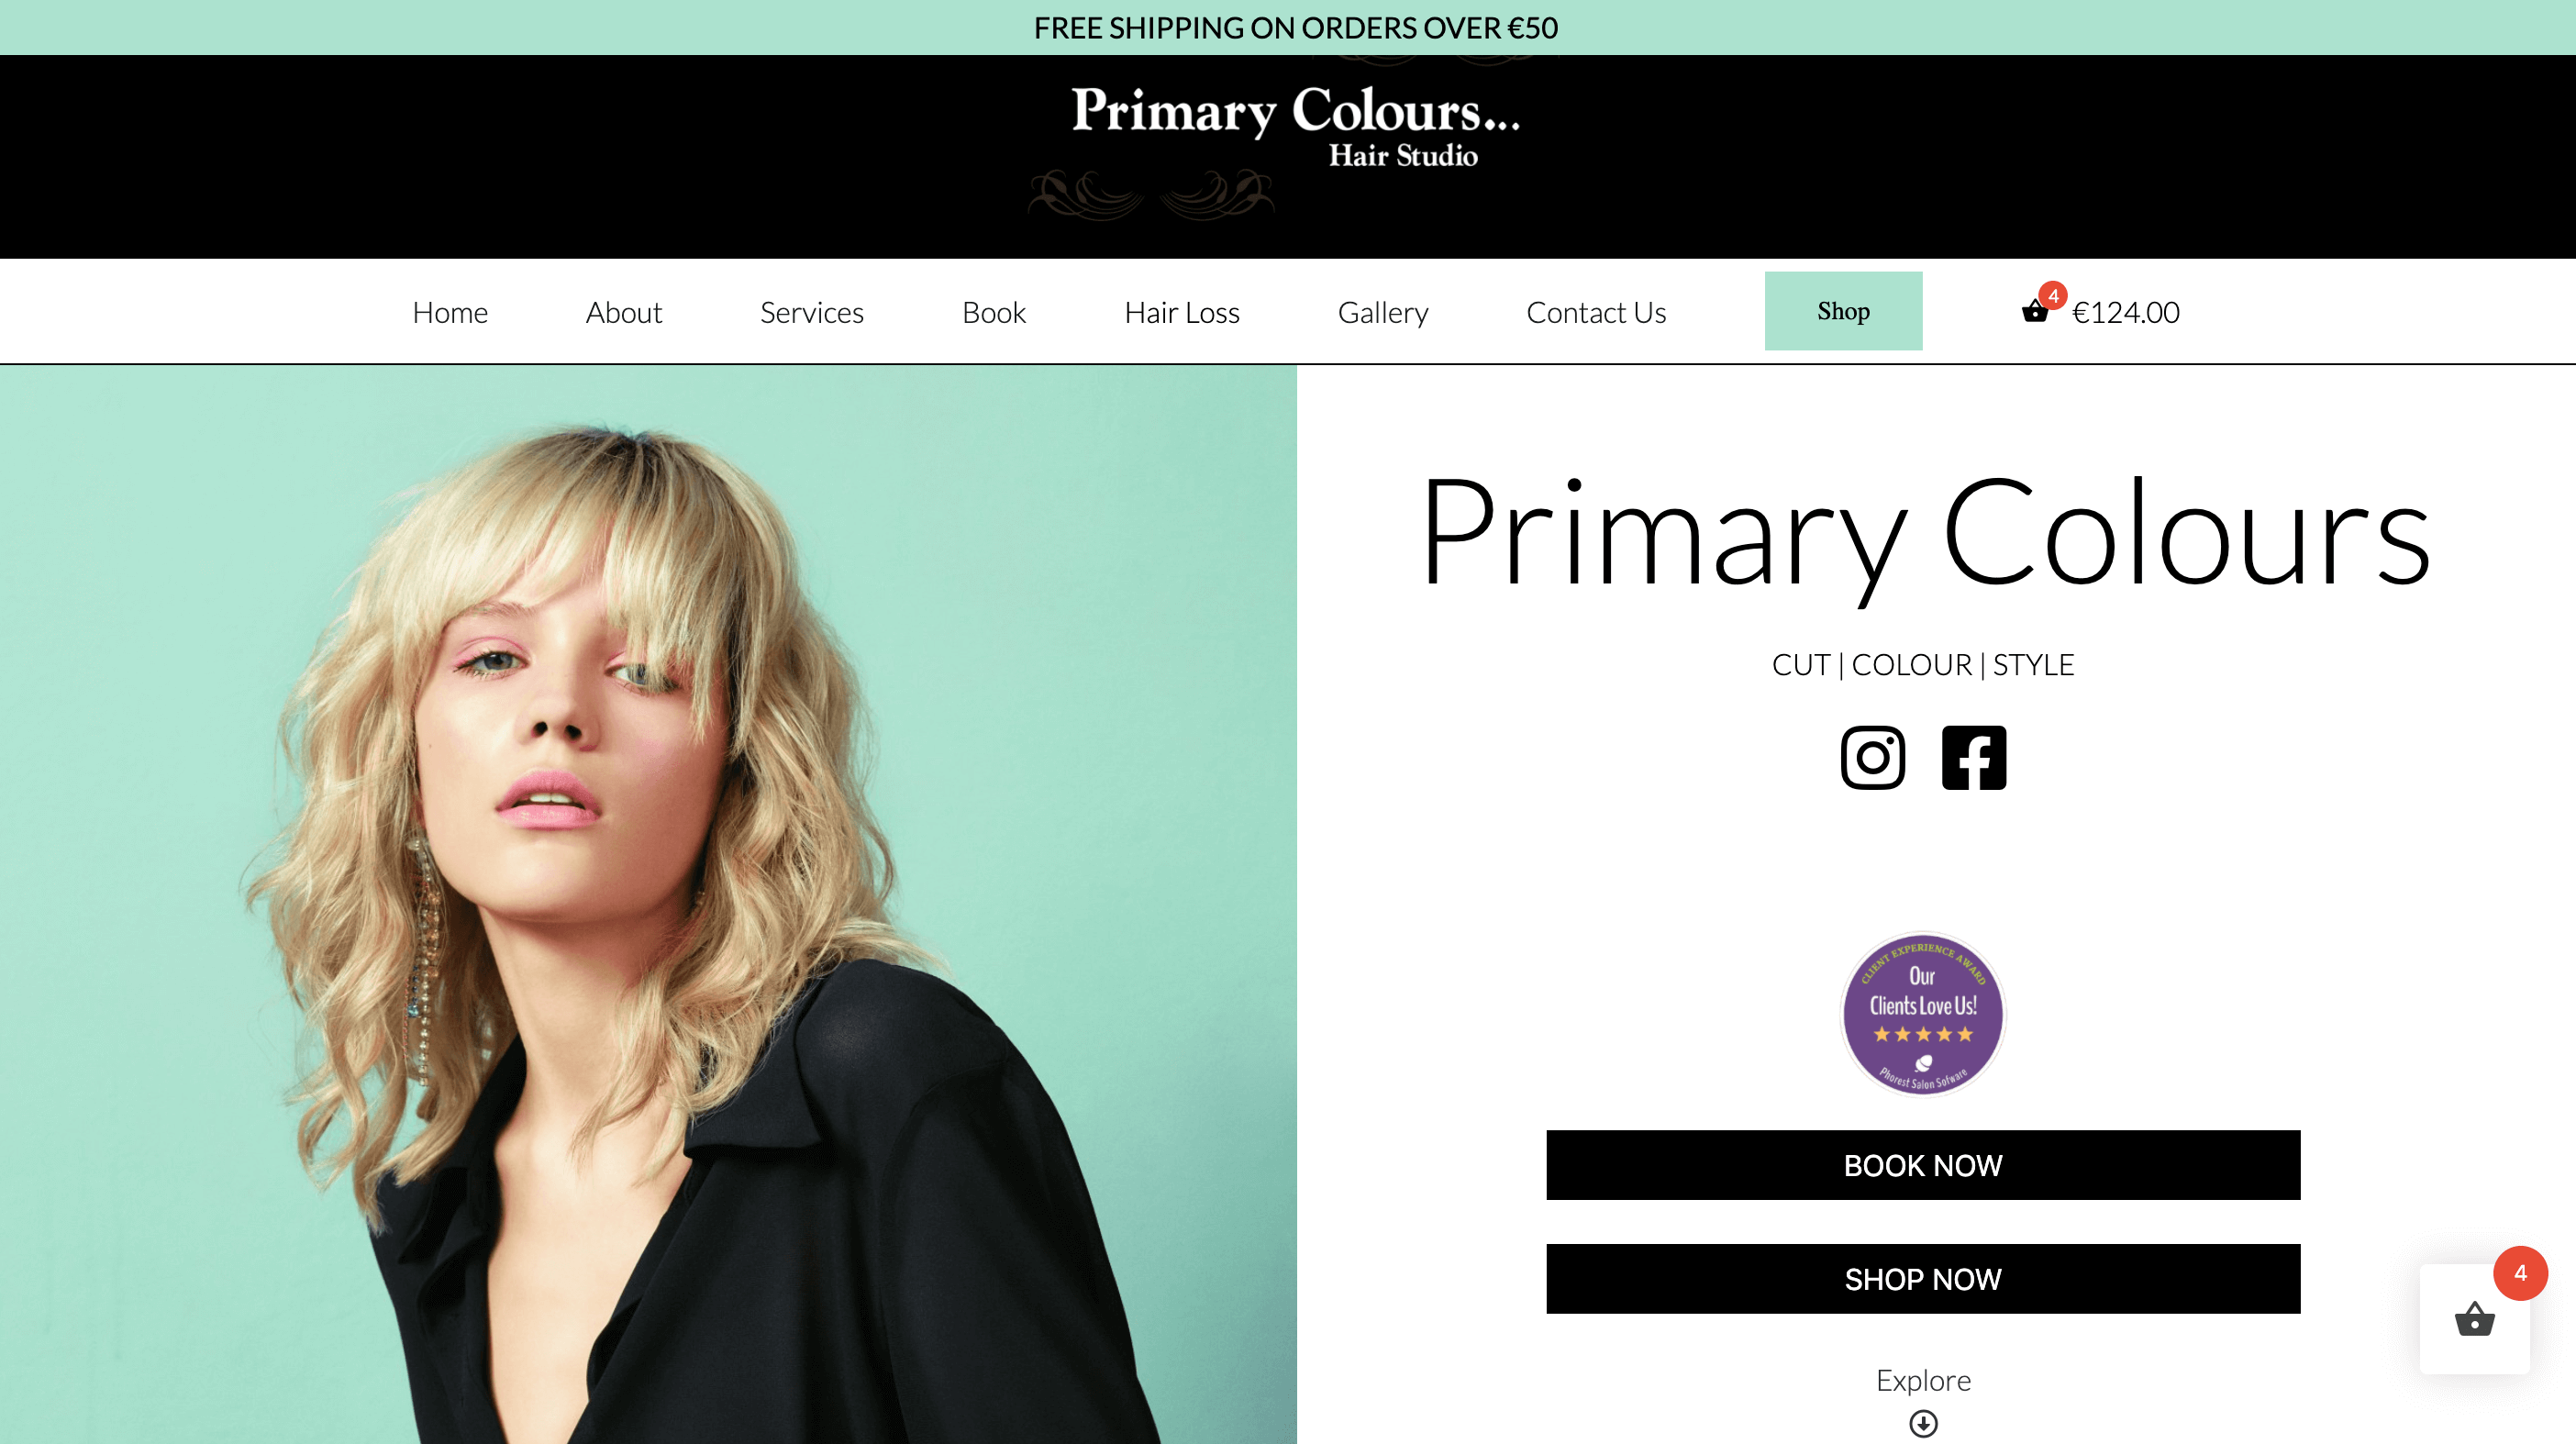 FREE SHIPPING ON ORDERS OVER €50
Primary Colours...
Hair Studio
Home
About
Services
Book
Hair Loss
Gallery
Contact Us
Shop
4
€124.00
Primary Colours
CUT | COLOUR | STYLE
CLIENT EXPERIENCE AWARD
Our
Clients Love Us!
Phorest Salon Sofware
BOOK NOW
SHOP NOW
4
Explore